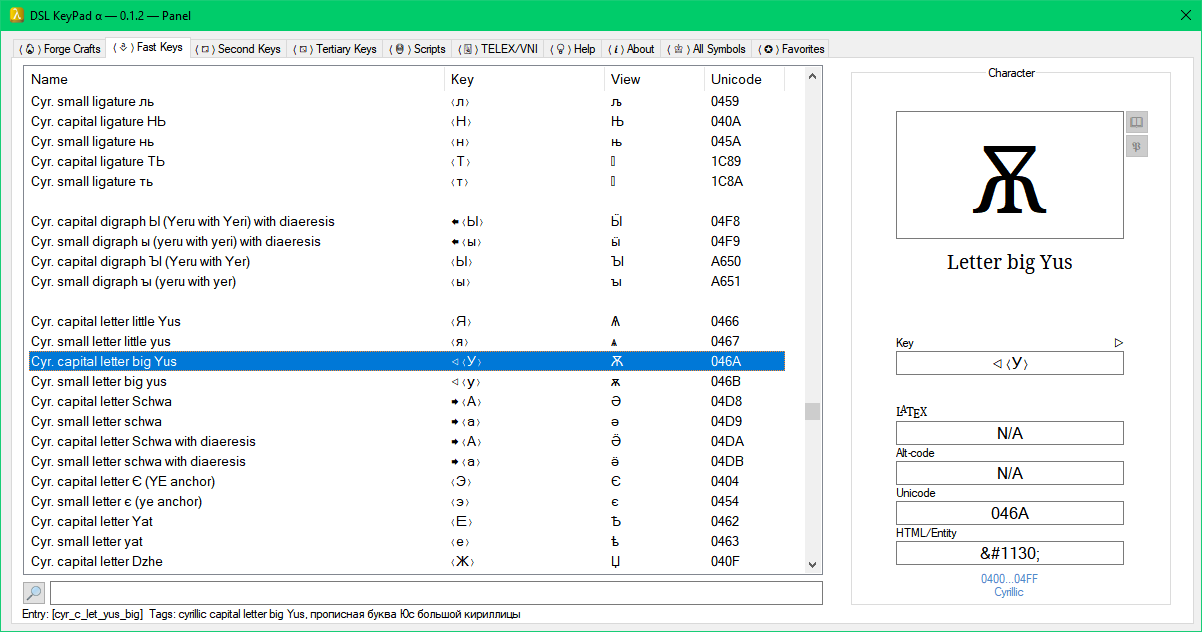 DSL KeyPad α — 0.1.2 — Panel
Forge Crafts Fast Keys Second Keys Tertiary Keys Scripts TELEX/VNI Help About All Symbols Favorites
Name Key View Unicode
Cyr. small ligature љ ⟨л⟩ љ 0459
Cyr. capital ligature Њ ⟨Н⟩ Њ 040A
Cyr. small ligature њ ⟨н⟩ њ 045A
Cyr. capital ligature ТЬ ⟨Т⟩ 1C89
Cyr. small ligature ть ⟨т⟩ 1C8A
Cyr. capital digraph Ы (Yeru with Yeri) with diaeresis 🠰 ⟨Ы⟩ Ӹ 04F8
Cyr. small digraph ы (yeru with yeri) with diaeresis 🠰 ⟨ы⟩ ӹ 04F9
Cyr. capital digraph Ꙑ (Yeru with Yer) ⟨Ы⟩ Ꙑ A650
Cyr. small digraph ꙑ (yeru with yer) ⟨ы⟩ ꙑ A651
Cyr. capital letter little Yus ⟨Я⟩ Ѧ 0466
Cyr. small letter little yus ⟨я⟩ ѧ 0467
Cyr. capital letter big Yus ◁ ⟨У⟩ Ѫ 046A
Cyr. small letter big yus ◁ ⟨у⟩ ѫ 046B
Cyr. capital letter Schwa 🠲 ⟨А⟩ Ә 04D8
Cyr. small letter schwa 🠲 ⟨а⟩ ә 04D9
Cyr. capital letter Schwa with diaeresis 🠲 ⟨А⟩ Ӛ 04DA
Cyr. small letter schwa with diaeresis 🠲 ⟨а⟩ ӛ 04DB
Cyr. capital letter Є (YE anchor) ⟨Э⟩ Є 0404
Cyr. small letter є (ye anchor) ⟨э⟩ є 0454
Cyr. capital letter Yat ⟨Е⟩ Ѣ 0462
Cyr. small letter yat ⟨е⟩ ѣ 0463
Cyr. capital letter Dzhe ⟨Ж⟩ Џ 040F
Entry: [cyr_c_let_yus_big] Tags: cyrillic capital letter big Yus, прописная буква Юс большой кириллицы
Character
Ѫ
Letter big Yus
Key ▷
◁ ⟨У⟩
LATEX
N/A
Alt-code
N/A
Unicode
046A
HTML/Entity
&#1130;
0400...04FF
Cyrillic